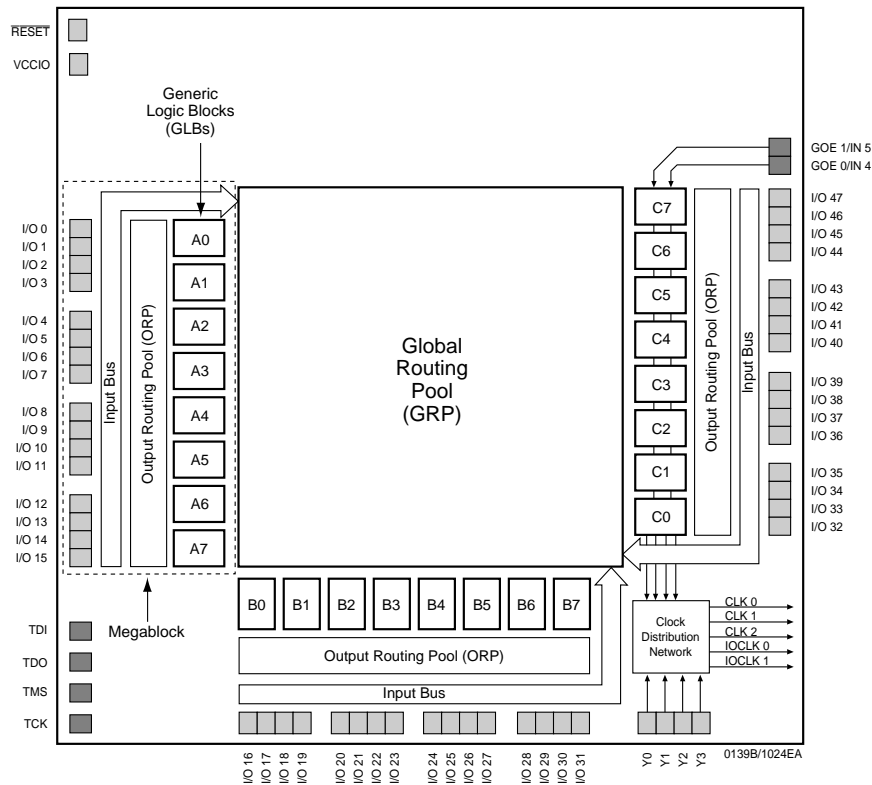 RESET
VCCIO
Generic
Logic Blocks
(GLBs)
GOE 1/IN 5
GOE 0/IN 4
I/O 0
I/O 1
I/O 2
I/O 3
I/O 4
I/O 5
I/O 6
I/O 7
I/O 8
I/O 9
I/O 10
I/O 11
I/O 12
I/O 13
I/O 14
I/O 15
Input Bus
Output Routing Pool (ORP)
A0
A1
A2
A3
A4
A5
A6
A7
Global
Routing
Pool
(GRP)
C7
C6
C5
C4
C3
C2
C1
C0
Output Routing Pool (ORP)
Input Bus
I/O 47
I/O 46
I/O 45
I/O 44
I/O 43
I/O 42
I/O 41
I/O 40
I/O 39
I/O 38
I/O 37
I/O 36
I/O 35
I/O 34
I/O 33
I/O 32
Megablock
B0 B1 B2 B3 B4 B5 B6 B7
Output Routing Pool (ORP)
Input Bus
Clock
Distribution
Network
CLK 0
CLK 1
CLK 2
IOCLK 0
IOCLK 1
TDI
TDO
TMS
TCK
I/O 16
I/O 17
I/O 18
I/O 19
I/O 20
I/O 21
I/O 22
I/O 23
I/O 24
I/O 25
I/O 26
I/O 27
I/O 28
I/O 29
I/O 30
I/O 31
Y0
Y1
Y2
Y3
0139B/1024EA